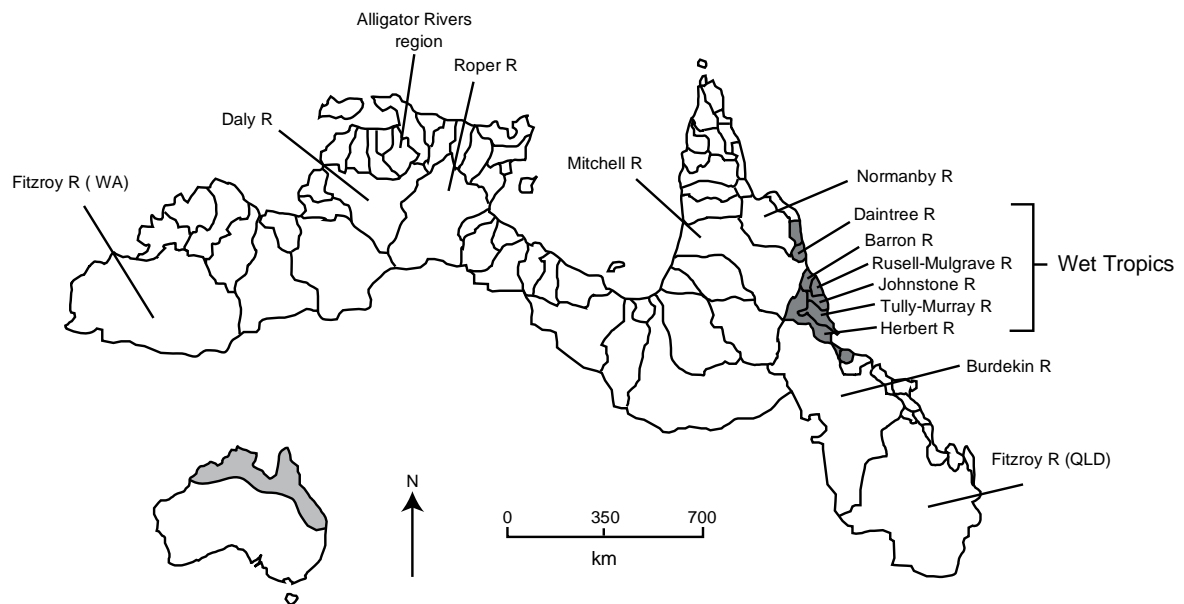 Alligator Rivers
region
Roper R
Daly R
Fitzroy R ( WA)
Mitchell R
Normanby R
Daintree R
Barron R
Rusell-Mulgrave R
Johnstone R
Tully-Murray R
Herbert R
Wet Tropics
Burdekin R
Fitzroy R (QLD)
N
0 350 700
km